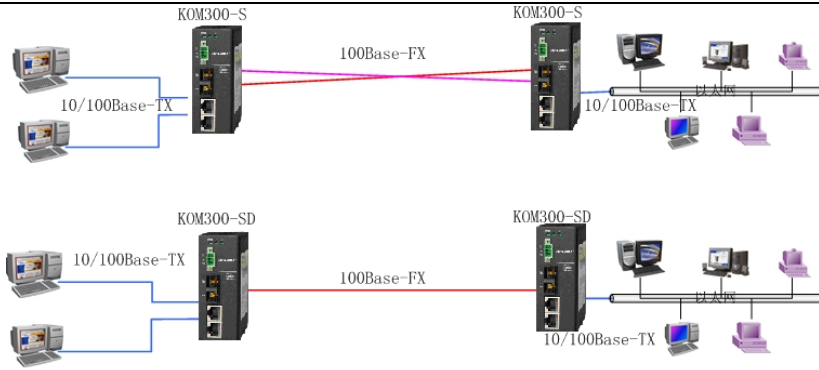 KOM300-S
KOM300-S
100Base-FX
10/100Base-TX
10/100Base-TX
以太网
KOM300-SD
KOM300-SD
10/100Base-TX
100Base-FX
以太网
10/100Base-TX